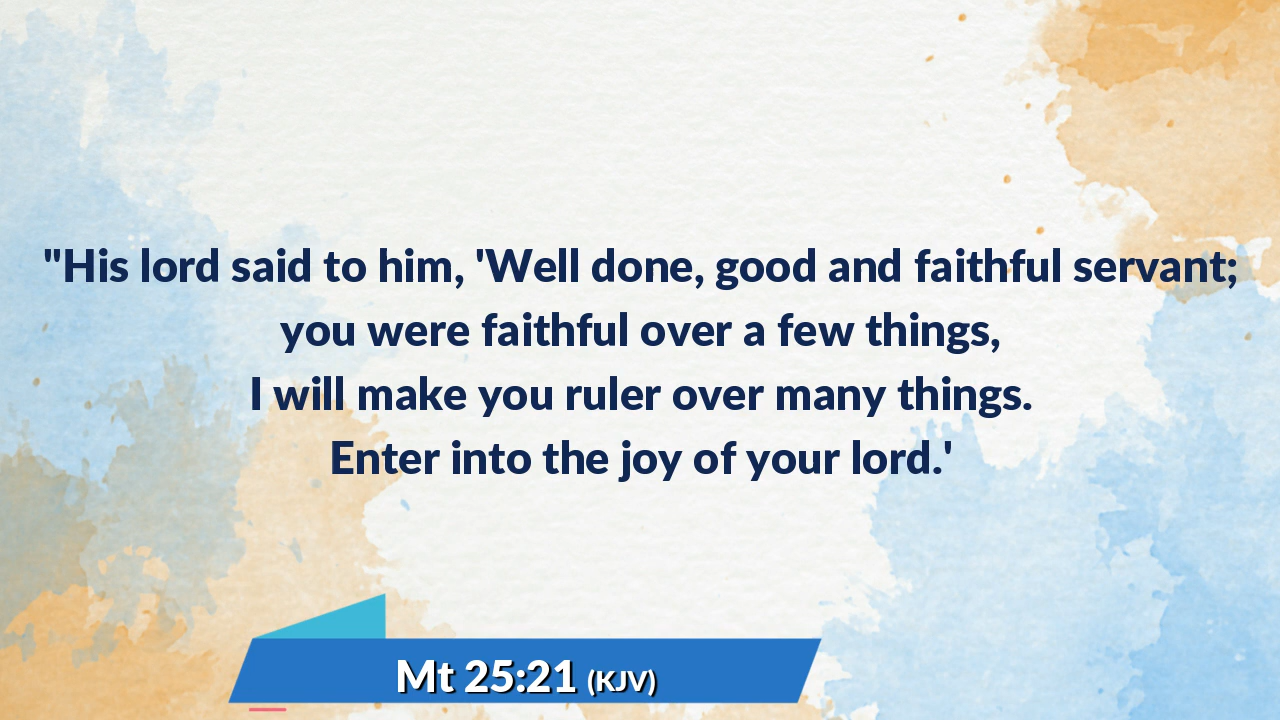 "His lord said to him, 'Well done, good and faithful servant;
you were faithful over a few things,
I will make you ruler over many things.
Enter into the joy of your lord.'
Mt 25:21 (KJV)